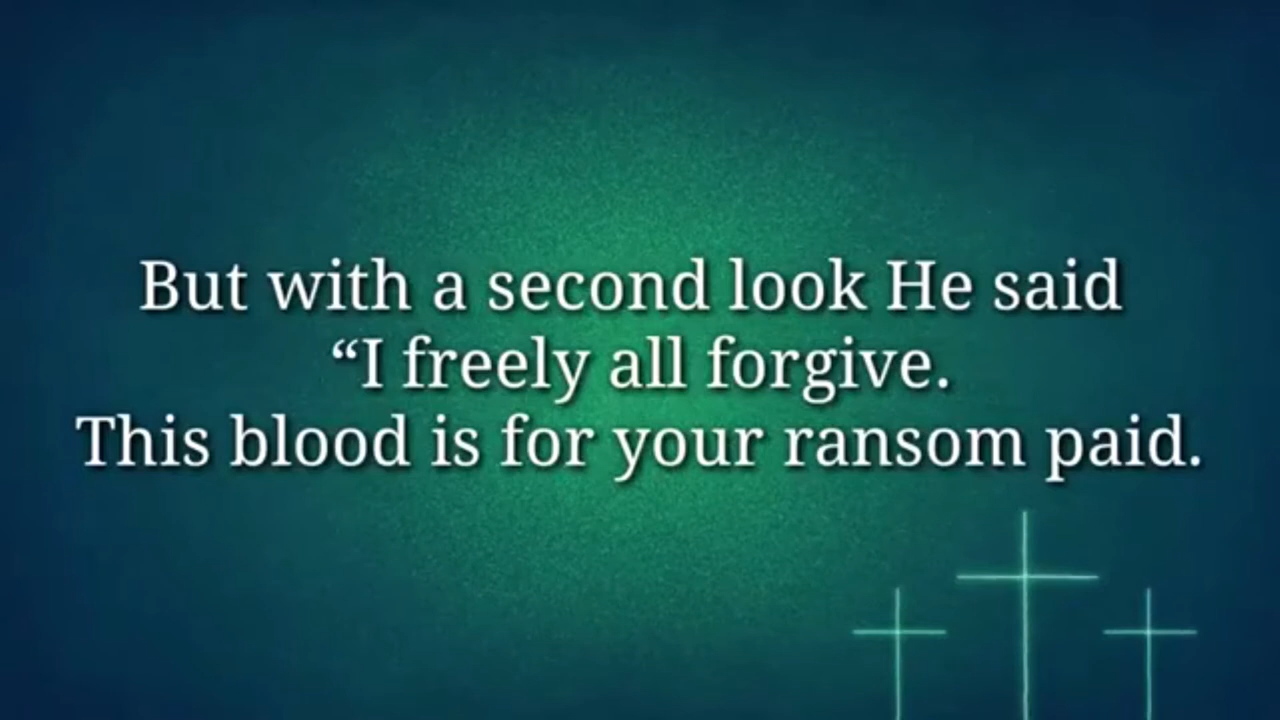 But with a second look He said
“I freely all forgive.
This blood is for your ransom paid.